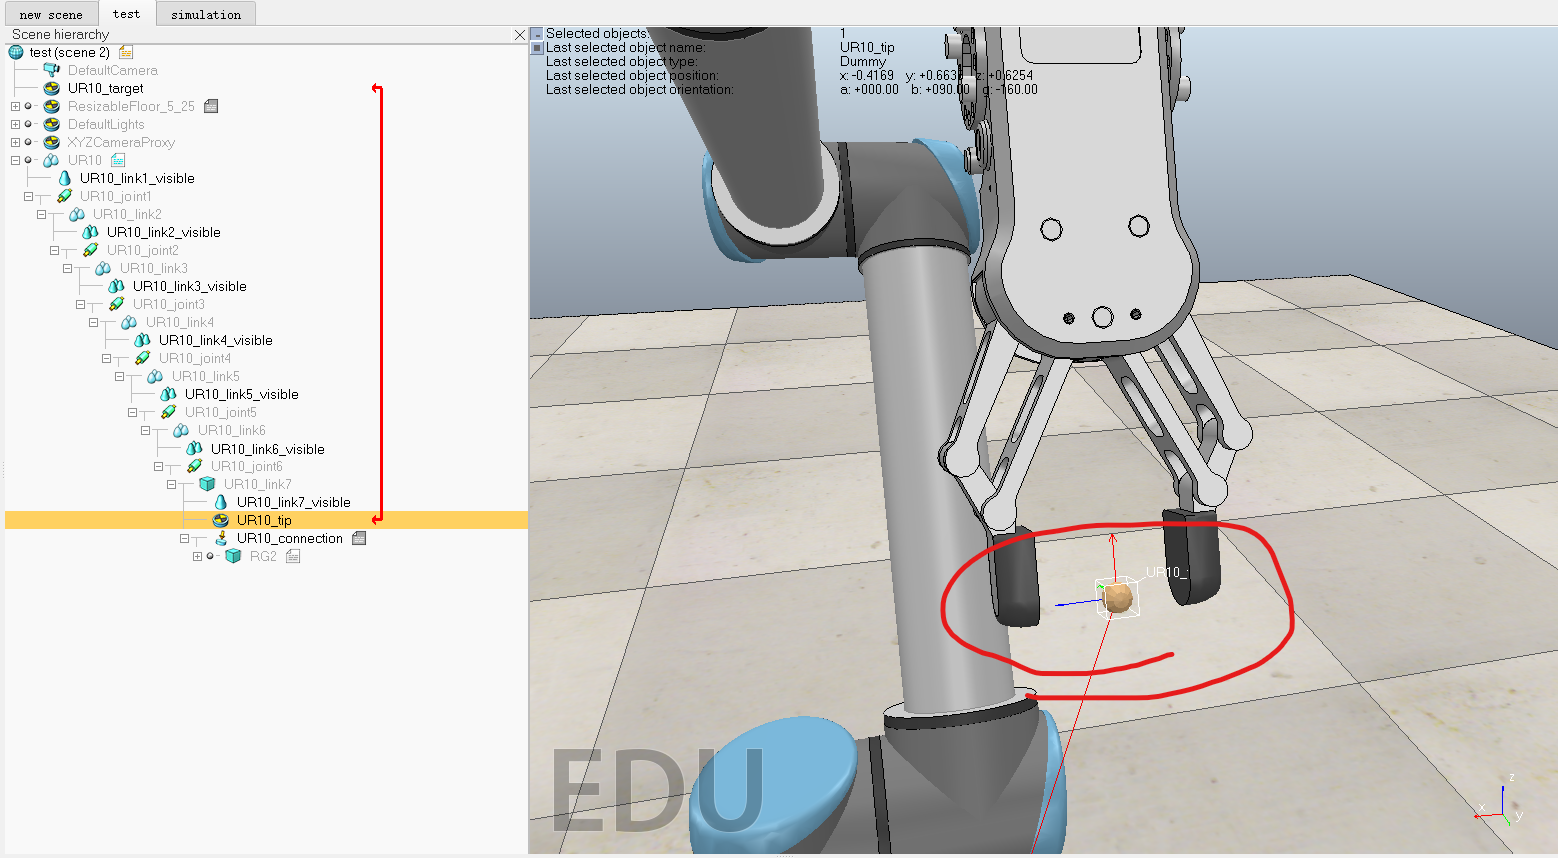 new scene
test
simulation
Scene hierarchy
test (scene 2)
DefaultCamera
UR10_target
ResizableFloor_5_25
DefaultLights
XYZCameraProxy
UR10
UR10_link1_visible
UR10_joint1
UR10_link2
UR10_link2_visible
UR10_joint2
UR10_link3
UR10_link3_visible
UR10_joint3
UR10_link4
UR10_link4_visible
UR10_joint4
UR10_link5
UR10_link5_visible
UR10_joint5
UR10_link6
UR10_link6_visible
UR10_joint6
UR10_link7
UR10_link7_visible
UR10_tip
UR10_connection
RG2
Selected objects: 1
Last selected object name: UR10_tip
Last selected object type: Dummy
Last selected object position: x: -0.4169 y: +0.663 z: +0.6254
Last selected object orientation: a: +000.00 b: +090.00 g: -160.00
UR10_
EDU
z
x
y